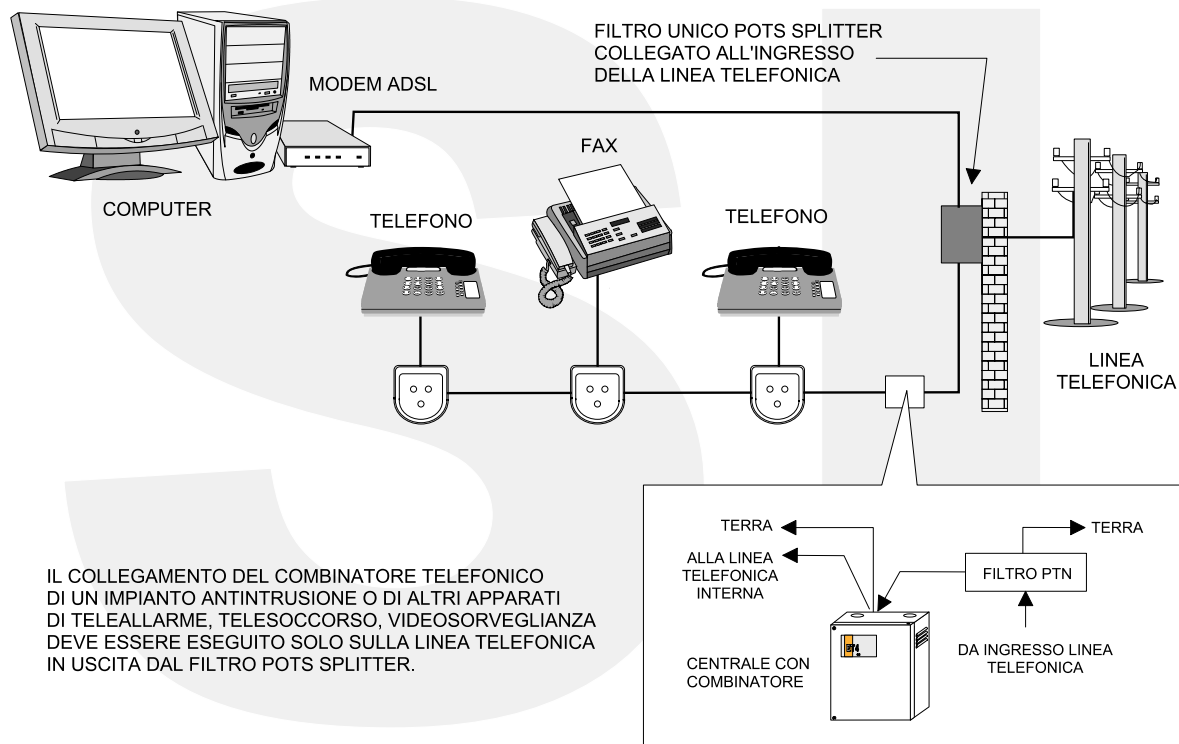 SI
FILTRO UNICO POTS SPLITTER
COLLEGATO ALL'INGRESSO
DELLA LINEA TELEFONICA
MODEM ADSL
COMPUTER
FAX
TELEFONO
TELEFONO
LINEA
TELEFONICA
TERRA
TERRA
ALLA LINEA
TELEFONICA
INTERNA
FILTRO PTN
DA INGRESSO LINEA
TELEFONICA
CENTRALE CON
COMBINATORE
IL COLLEGAMENTO DEL COMBINATORE TELEFONICO
DI UN IMPIANTO ANTINTRUSIONE O DI ALTRI APPARATI
DI TELEALLARME, TELESOCCORSO, VIDEOSORVEGLIANZA
DEVE ESSERE ESEGUITO SOLO SULLA LINEA TELEFONICA
IN USCITA DAL FILTRO POTS SPLITTER.